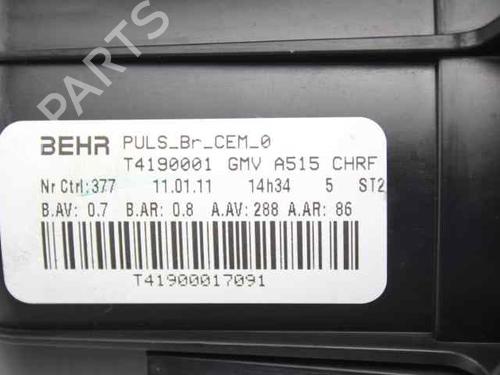 BEHR PULS_Br_CEM_0
T4190001 GMV A515 CHRF
Nr Ctrl:377 11.01.11 14h34 5 ST2
B.AV: 0.7 B.AR: 0.8 A.AV: 288 A.AR: 86
T41900017091
B-PARTS